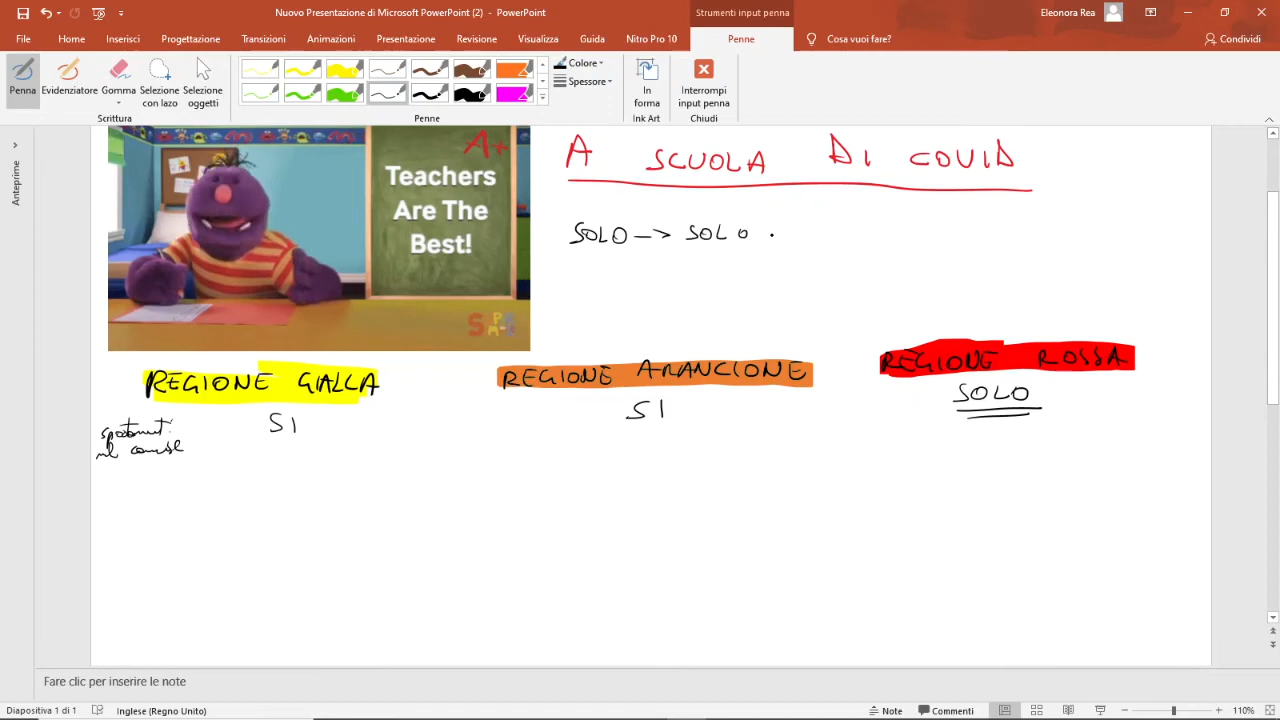 Nuovo Presentazione di Microsoft PowerPoint (2) - PowerPoint
Strumenti input penna
Eleonora Rea
File Home Inserisci Progettazione Transizioni Animazioni Presentazione Revisione Visualizza Guida Nitro Pro 10 Penne Cosa vuoi fare? Condividi
Penna Evidenziatore Gomma Selezione con lazo Selezione oggetti
Colore
Spessore
In forma
Interrompi input penna
Scrittura Penne Ink Art Chiudi
Anteprime
A+
Teachers
Are The
Best!
A SCUOLA DI COVID
SOLO → SOLO .
REGIONE GIALLA REGIONE ARANCIONE REGIONE ROSSA
SI SI SOLO
Fare clic per inserire le note
Diapositiva 1 di 1 Inglese (Regno Unito) Note Commenti 110%